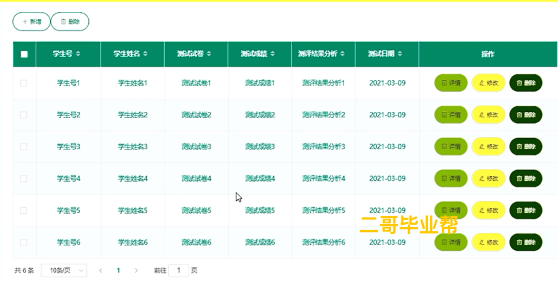 + 新增 删除
学生号 学生姓名 测试试卷 测试成绩 测评结果分析 测试日期 操作
学生号1 学生姓名1 测试试卷1 测试成绩1 测评结果分析1 2021-03-09 详情 修改 删除
学生号2 学生姓名2 测试试卷2 测试成绩2 测评结果分析2 2021-03-09 详情 修改 删除
学生号3 学生姓名3 测试试卷3 测试成绩3 测评结果分析3 2021-03-09 详情 修改 删除
学生号4 学生姓名4 测试试卷4 测试成绩4 测评结果分析4 2021-03-09 详情 修改 删除
学生号5 学生姓名5 测试试卷5 测试成绩5 测评结果分析5 2021-03-09 详情 修改 删除
二哥毕业帮
学生号6 学生姓名6 测试试卷6 测试成绩6 测评结果分析6 2021-03-09 详情 修改 删除
共 6 条 10条/页 < 1 > 前往 1 页